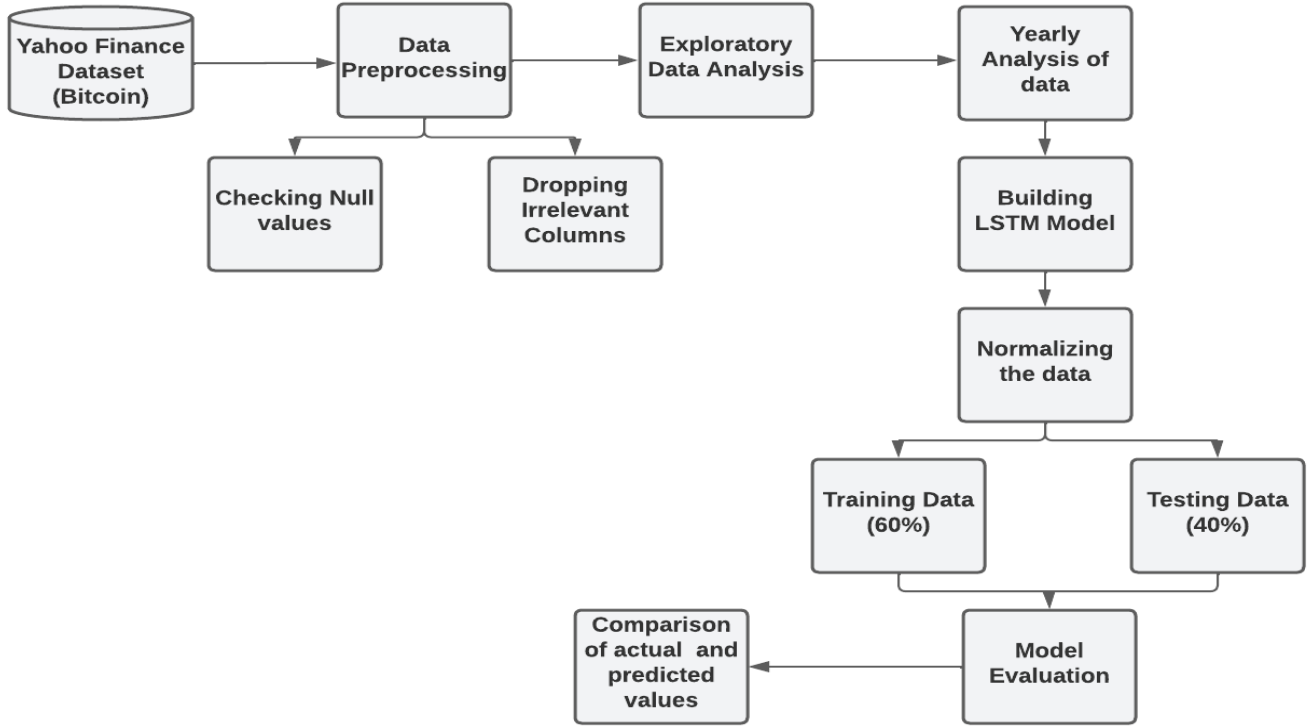 Yahoo Finance
Dataset
(Bitcoin)
Data
Preprocessing
Exploratory
Data Analysis
Yearly
Analysis of
data
Checking Null
values
Dropping
Irrelevant
Columns
Building
LSTM Model
Normalizing
the data
Training Data
(60%)
Testing Data
(40%)
Comparison
of actual and
predicted
values
Model
Evaluation